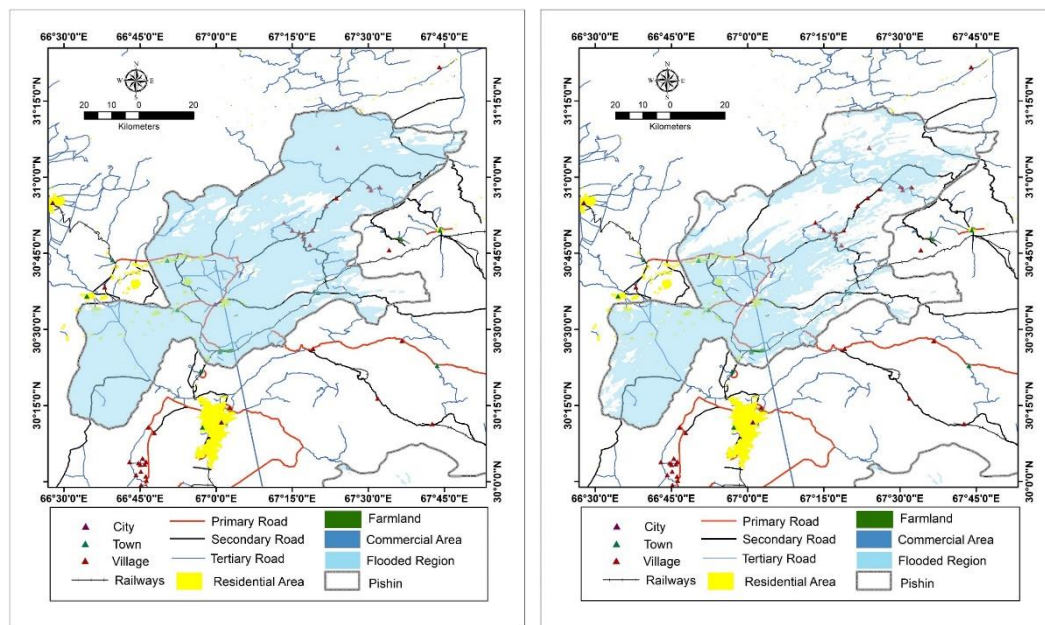 66°30'0"E 66°45'0"E 67°0'0"E 67°15'0"E 67°30'0"E 67°45'0"E
N
W E
S
20 10 0 20
Kilometers
31°15'0"N
31°0'0"N
30°45'0"N
30°30'0"N
30°15'0"N
30°0'0"N
City
Town
Village
Railways
Primary Road
Secondary Road
Tertiary Road
Residential Area
Farmland
Commercial Area
Flooded Region
Pishin
66°30'0"E 66°45'0"E 67°0'0"E 67°15'0"E 67°30'0"E 67°45'0"E
N
W E
S
20 10 0 20
Kilometers
31°15'0"N
31°0'0"N
30°45'0"N
30°30'0"N
30°15'0"N
30°0'0"N
City
Town
Village
Railways
Primary Road
Secondary Road
Tertiary Road
Residential Area
Farmland
Commercial Area
Flooded Region
Pishin